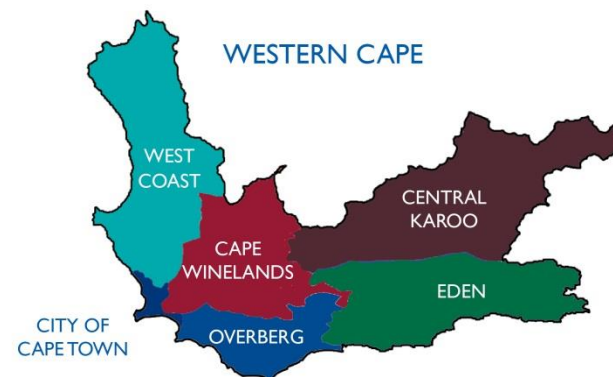 WESTERN CAPE
WEST
COAST
CENTRAL
KAROO
CAPE
WINELANDS
EDEN
CITY OF
CAPE TOWN
OVERBERG